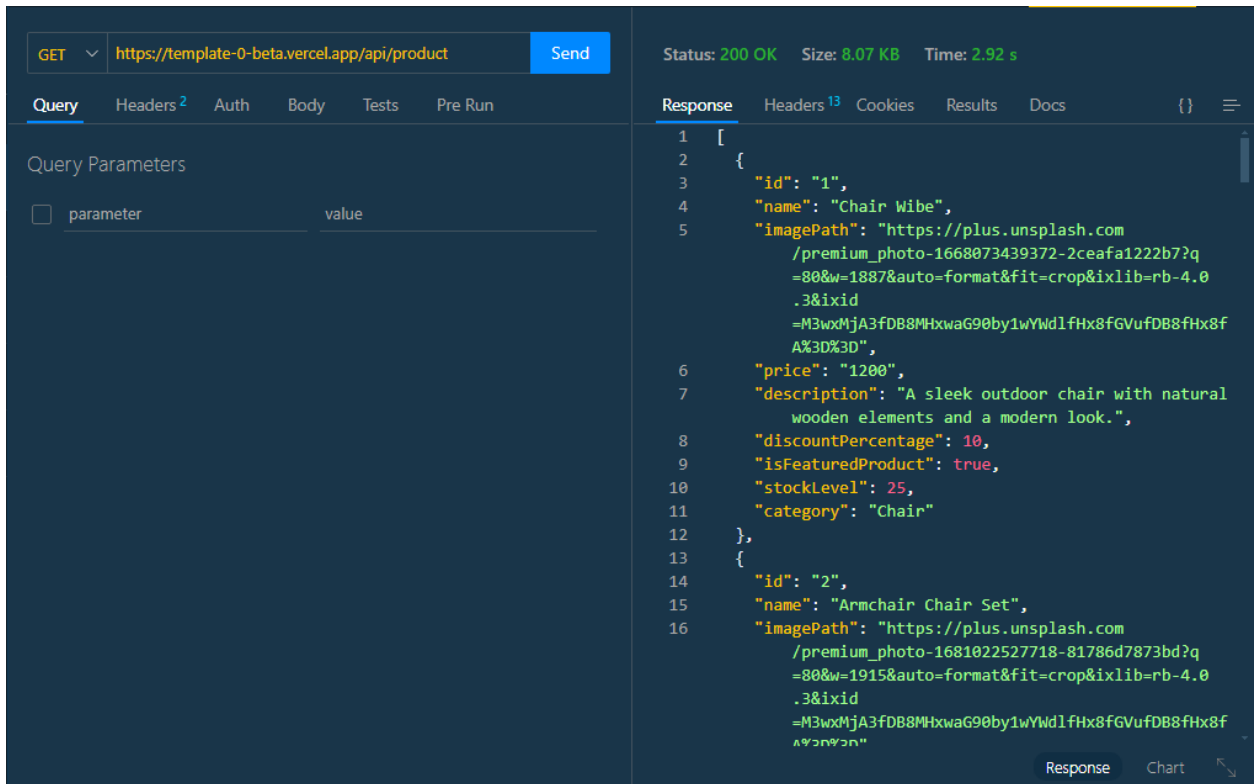 GET https://template-0-beta.vercel.app/api/product Send
Query Headers 2 Auth Body Tests Pre Run
Query Parameters
parameter value
Status: 200 OK Size: 8.07 KB Time: 2.92 s
Response Headers 13 Cookies Results Docs {}
1 [
2 {
3 "id": "1",
4 "name": "Chair Wibe",
5 "imagePath": "https://plus.unsplash.com
/premium_photo-1668073439372-2ceafa1222b7?q
=80&w=1887&auto=format&fit=crop&ixlib=rb-4.0
.3&ixid
=M3wxMjA3fDB8MHxwaG90by1wYWdlfHx8fGVufDB8fHx8f
A%3D%3D",
6 "price": "1200",
7 "description": "A sleek outdoor chair with natural
wooden elements and a modern look.",
8 "discountPercentage": 10,
9 "isFeaturedProduct": true,
10 "stockLevel": 25,
11 "category": "Chair"
12 },
13 {
14 "id": "2",
15 "name": "Armchair Chair Set",
16 "imagePath": "https://plus.unsplash.com
/premium_photo-1681022527718-81786d7873bd?q
=80&w=1915&auto=format&fit=crop&ixlib=rb-4.0
.3&ixid
=M3wxMjA3fDB8MHxwaG90by1wYWdlfHx8fGVufDB8fHx8f
A%3D%3D"
Response Chart